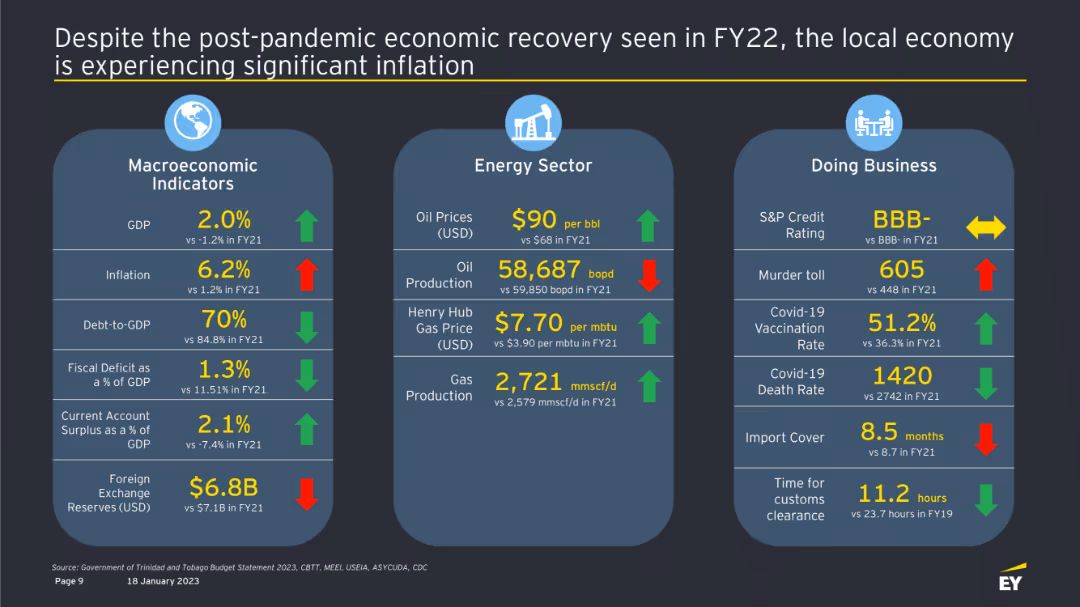 Despite the post-pandemic economic recovery seen in FY22, the local economy
is experiencing significant inflation
Macroeconomic
Indicators
GDP
2.0%
vs -1.2% in FY21
Inflation
6.2%
vs 1.2% in FY21
Debt-to-GDP
70%
vs 84.8% in FY21
Fiscal Deficit as
a % of GDP
1.3%
vs 11.51% in FY21
Current Account
Surplus as a % of
GDP
2.1%
vs -7.4% in FY21
Foreign
Exchange
Reserves (USD)
$6.8B
vs $7.1B in FY21
Energy Sector
Oil Prices
(USD)
$90 per bbl
vs $68 in FY21
Oil
Production
58,687 bopd
vs 59,850 bopd in FY21
Henry Hub
Gas Price
(USD)
$7.70 per mbtu
vs $3.90 per mbtu in FY21
Gas
Production
2,721 mmscf/d
vs 2,579 mmscf/d in FY21
Doing Business
S&P Credit
Rating
BBB-
vs BBB- in FY21
Murder toll
605
vs 448 in FY21
Covid-19
Vaccination
Rate
51.2%
vs 36.3% in FY21
Covid-19
Death Rate
1420
vs 2742 in FY21
Import Cover
8.5 months
vs 8.7 in FY21
Time for
customs
clearance
11.2 hours
vs 23.7 hours in FY19
Source: Government of Trinidad and Tobago Budget Statement 2023, CBTT, MEEI, USEIA, ASYCUDA, CDC
Page 9 18 January 2023
EY